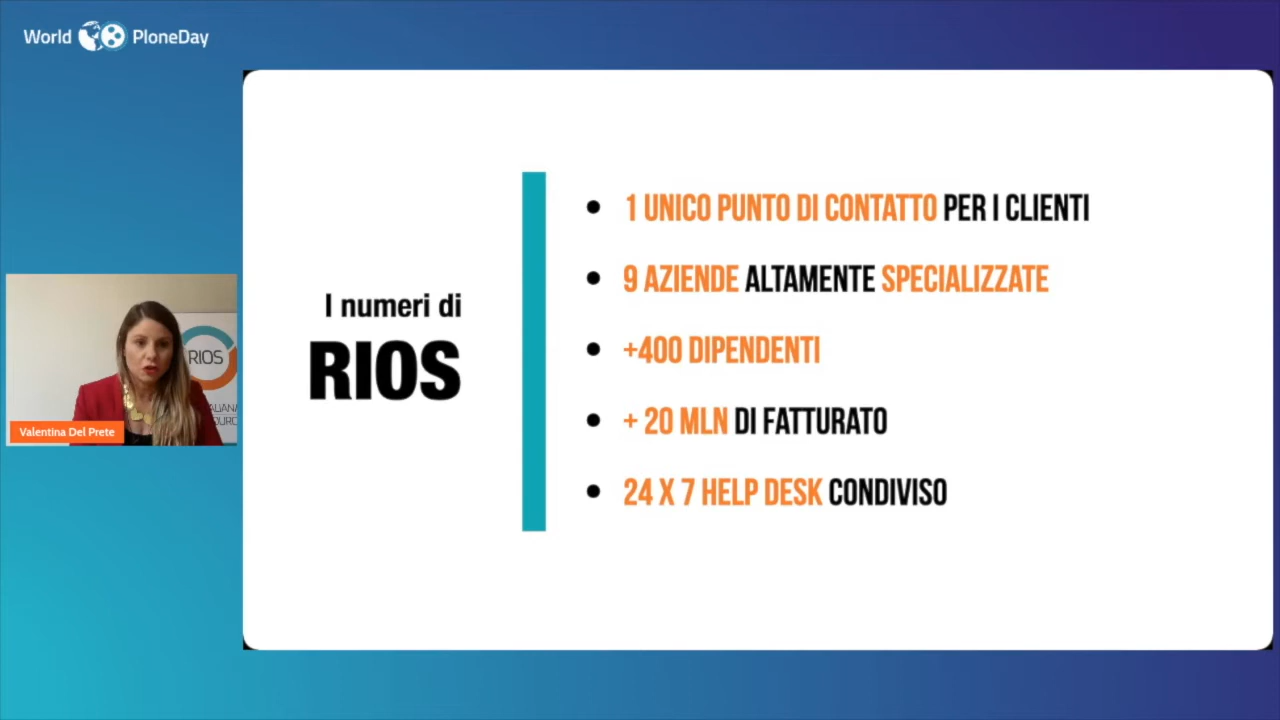 World PloneDay
I numeri di
RIOS
• 1 UNICO PUNTO DI CONTATTO PER I CLIENTI
• 9 AZIENDE ALTAMENTE SPECIALIZZATE
• +400 DIPENDENTI
• + 20 MLN DI FATTURATO
• 24 X 7 HELP DESK CONDIVISO
RIOS
Valentina Del Prete